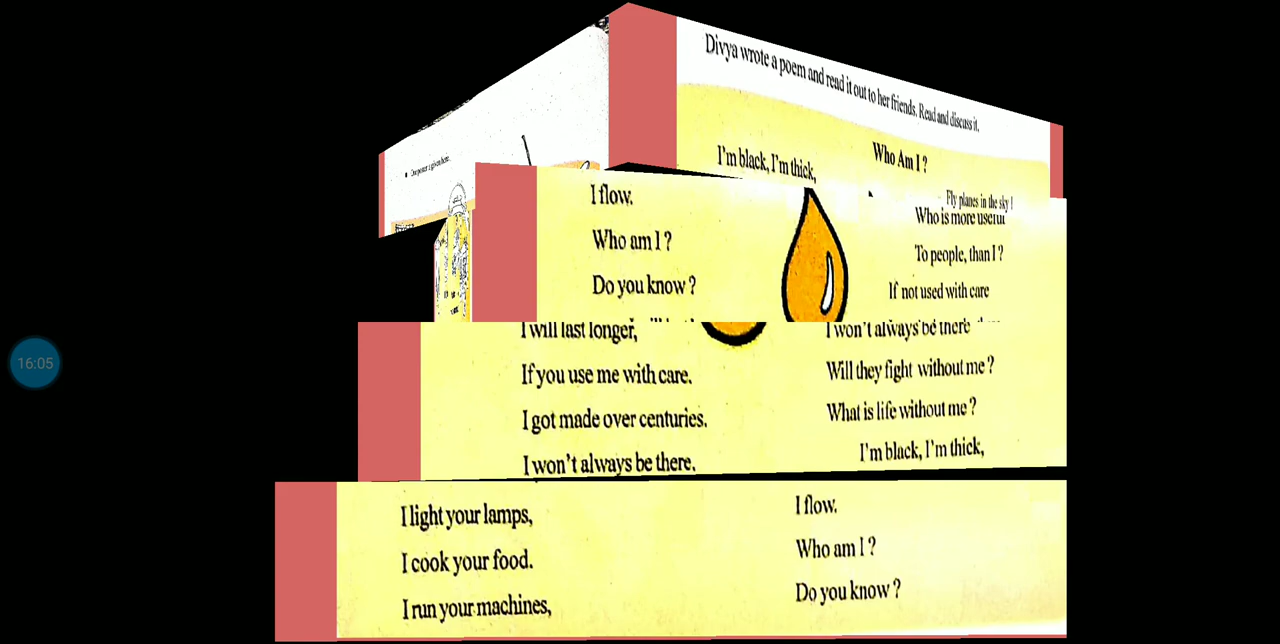 Divya wrote a poem and read it out to her friends. Read and discuss it.
Who Am I ?
I'm black, I'm thick,
I flow.
Who am I ?
Do you know ?
I will last longer,
If you use me with care.
I got made over centuries.
I won't always be there.
I light your lamps,
I cook your food.
I run your machines,
Fly planes in the sky !
Who is more useful
To people, than I ?
If not used with care
I won't always be there
Will they fight without me ?
What is life without me ?
I'm black, I'm thick,
I flow.
Who am I ?
Do you know ?
16:05